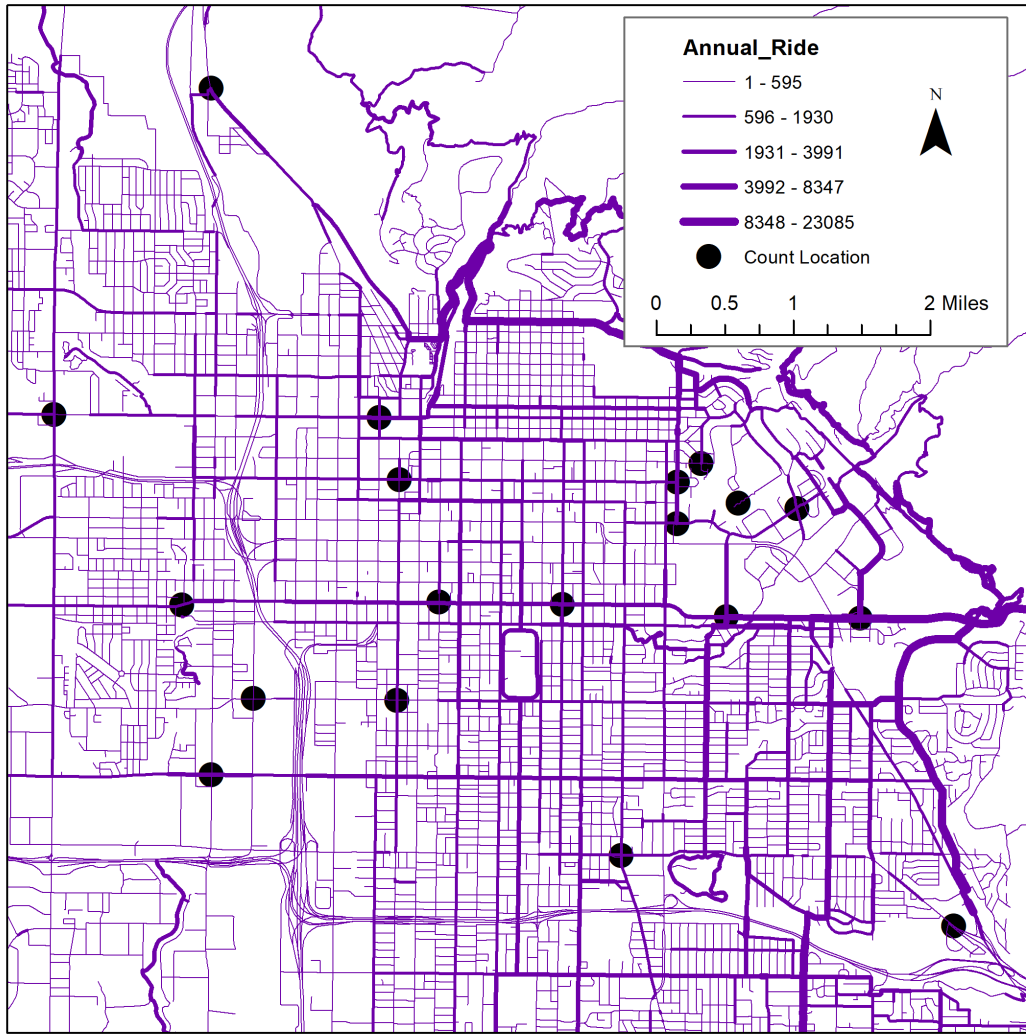 Annual_Ride
1 - 595
596 - 1930
1931 - 3991
3992 - 8347
8348 - 23085
Count Location
N
0 0.5 1 2 Miles